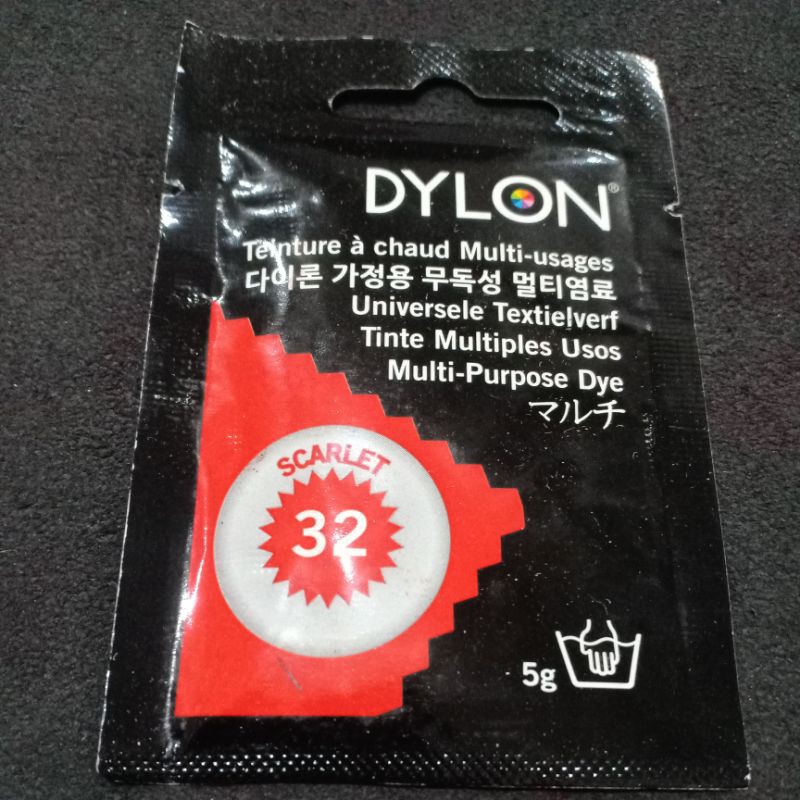 DYLON®
Teinture à chaud Multi-usages
다이론 가정용 무독성 멀티염료
Universele Textielverf
Tinte Multiples Usos
Multi-Purpose Dye
マルチ
SCARLET
32
5g